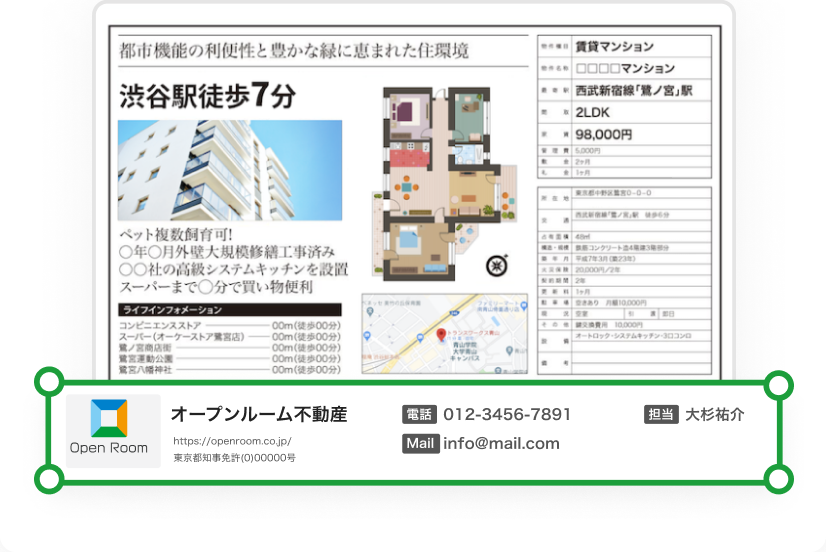 都市機能の利便性と豊かな緑に恵まれた住環境
渋谷駅徒歩7分
ペット複数飼育可!
〇年〇月外壁大規模修繕工事済み
〇〇社の高級システムキッチンを設置
スーパーまで〇分で買い物便利
ライフインフォメーション
コンビニエンスストア 00m(徒歩00分)
スーパー(オーケーストア鷺宮店) 00m(徒歩00分)
鷺ノ宮商店街 00m(徒歩00分)
鷺宮運動公園 00m(徒歩00分)
鷺宮八幡神社 00m(徒歩00分)
トランスワークス青山
青山学院
大学青山
キャンパス
物件種目 賃貸マンション
物件名称 □□□□マンション
最寄駅 西武新宿線「鷺ノ宮」駅
間取 2LDK
家賃 98,000円
管理費 5,000円
敷金 2ヶ月
礼金 1ヶ月
所在地 東京都中野区鷺宮0-0-0
交通 西武新宿線「鷺ノ宮」駅 徒歩6分
占有面積 48㎡
構造・規模 鉄筋コンクリート造4階建3階部分
築年月 平成7年3月(築23年)
火災保険 20,000円/2年
契約期間 2年
更新料 1ヶ月
駐車場 空きあり 月額10,000円
現況 空室 引渡 即日
その他 鍵交換費用 10,000円
設備 オートロック・システムキッチン・3口コンロ
備考
Open Room
オープンルーム不動産
https://openroom.co.jp/
東京都知事免許(0)00000号
電話 012-3456-7891
Mail info@mail.com
担当 大杉祐介